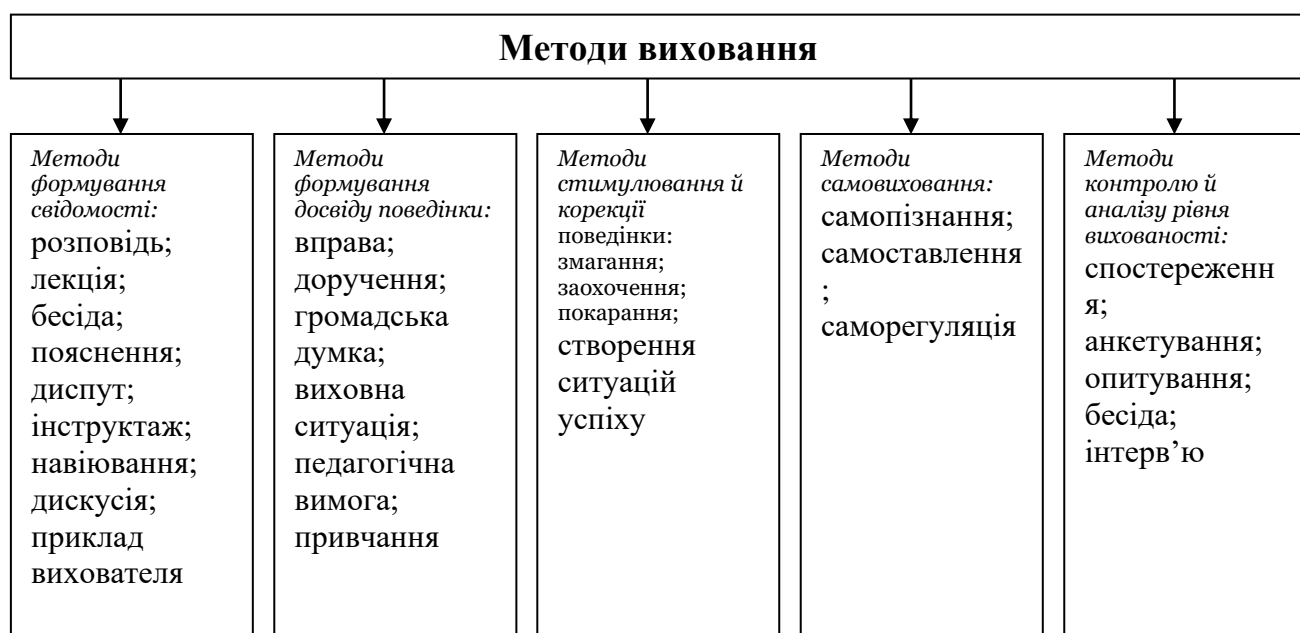 Методи виховання
Методи
формування
свідомості:
розповідь;
лекція;
бесіда;
пояснення;
диспут;
інструктаж;
навіювання;
дискусія;
приклад
вихователя
Методи
формування
досвіду поведінки:
вправа;
доручення;
громадська
думка;
виховна
ситуація;
педагогічна
вимога;
привчання
Методи
стимулювання й
корекції
поведінки:
змагання;
заохочення;
покарання;
створення
ситуацій
успіху
Методи
самовиховання:
самопізнання;
самоставлення
;
саморегуляція
Методи
контролю й
аналізу рівня
вихованості:
спостереженн
я;
анкетування;
опитування;
бесіда;
інтерв’ю